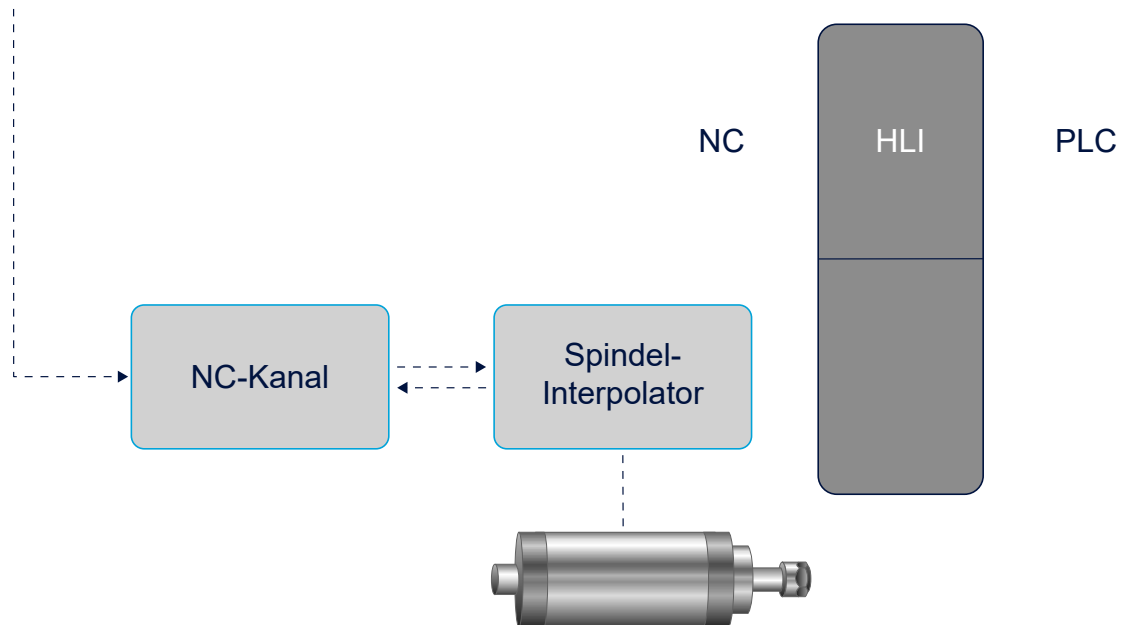 NC
HLI
PLC
NC-Kanal
Spindel-
Interpolator